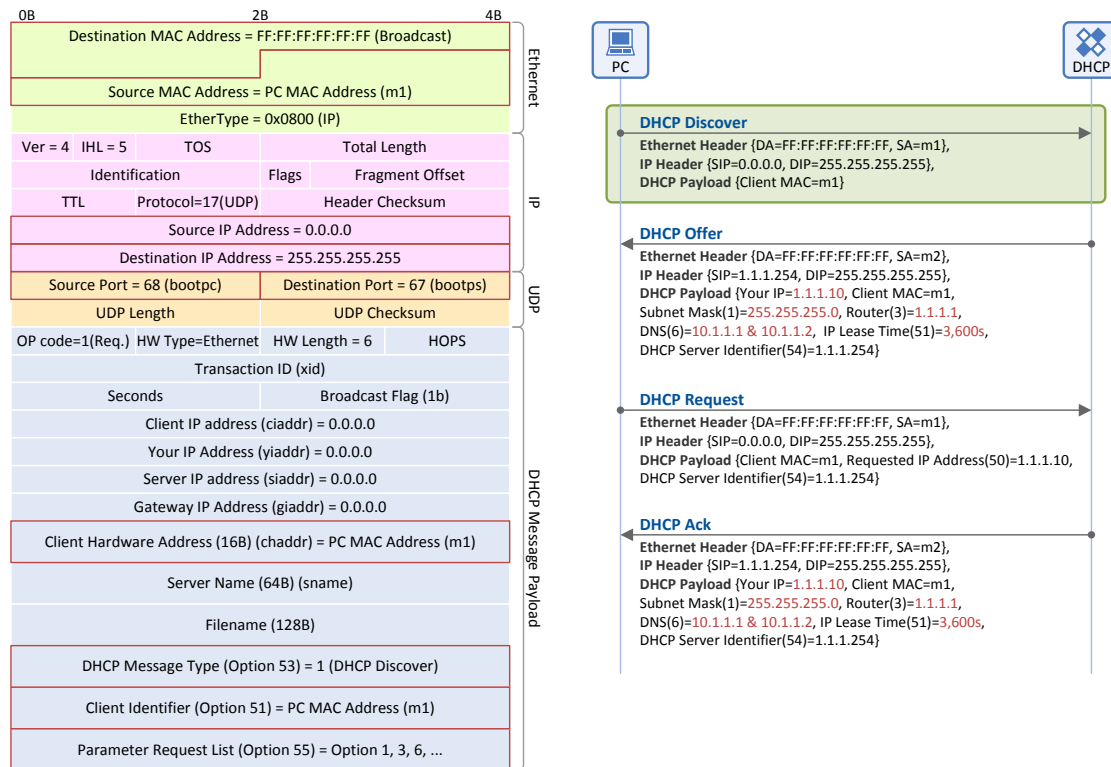 0B 2B 4B
Destination MAC Address = FF:FF:FF:FF:FF:FF (Broadcast)
Source MAC Address = PC MAC Address (m1)
EtherType = 0x0800 (IP)
Ethernet
Ver = 4 IHL = 5 TOS Total Length
Identification Flags Fragment Offset
TTL Protocol=17(UDP) Header Checksum
Source IP Address = 0.0.0.0
Destination IP Address = 255.255.255.255
IP
Source Port = 68 (bootpc) Destination Port = 67 (bootps)
UDP Length UDP Checksum
UDP
OP code=1(Req.) HW Type=Ethernet HW Length = 6 HOPS
Transaction ID (xid)
Seconds Broadcast Flag (1b)
Client IP address (ciaddr) = 0.0.0.0
Your IP Address (yiaddr) = 0.0.0.0
Server IP address (siaddr) = 0.0.0.0
Gateway IP Address (giaddr) = 0.0.0.0
Client Hardware Address (16B) (chaddr) = PC MAC Address (m1)
Server Name (64B) (sname)
Filename (128B)
DHCP Message Type (Option 53) = 1 (DHCP Discover)
Client Identifier (Option 51) = PC MAC Address (m1)
Parameter Request List (Option 55) = Option 1, 3, 6, ...
DHCP Message Payload
PC
DHCP
DHCP Discover
Ethernet Header {DA=FF:FF:FF:FF:FF:FF, SA=m1},
IP Header {SIP=0.0.0.0, DIP=255.255.255.255},
DHCP Payload {Client MAC=m1}
DHCP Offer
Ethernet Header {DA=FF:FF:FF:FF:FF:FF, SA=m2},
IP Header {SIP=1.1.1.254, DIP=255.255.255.255},
DHCP Payload {Your IP=1.1.1.10, Client MAC=m1,
Subnet Mask(1)=255.255.255.0, Router(3)=1.1.1.1,
DNS(6)=10.1.1.1 & 10.1.1.2, IP Lease Time(51)=3,600s,
DHCP Server Identifier(54)=1.1.1.254}
DHCP Request
Ethernet Header {DA=FF:FF:FF:FF:FF:FF, SA=m1},
IP Header {SIP=0.0.0.0, DIP=255.255.255.255},
DHCP Payload {Client MAC=m1, Requested IP Address(50)=1.1.1.10,
DHCP Server Identifier(54)=1.1.1.254}
DHCP Ack
Ethernet Header {DA=FF:FF:FF:FF:FF:FF, SA=m2},
IP Header {SIP=1.1.1.254, DIP=255.255.255.255},
DHCP Payload {Your IP=1.1.1.10, Client MAC=m1,
Subnet Mask(1)=255.255.255.0, Router(3)=1.1.1.1,
DNS(6)=10.1.1.1 & 10.1.1.2, IP Lease Time(51)=3,600s,
DHCP Server Identifier(54)=1.1.1.254}